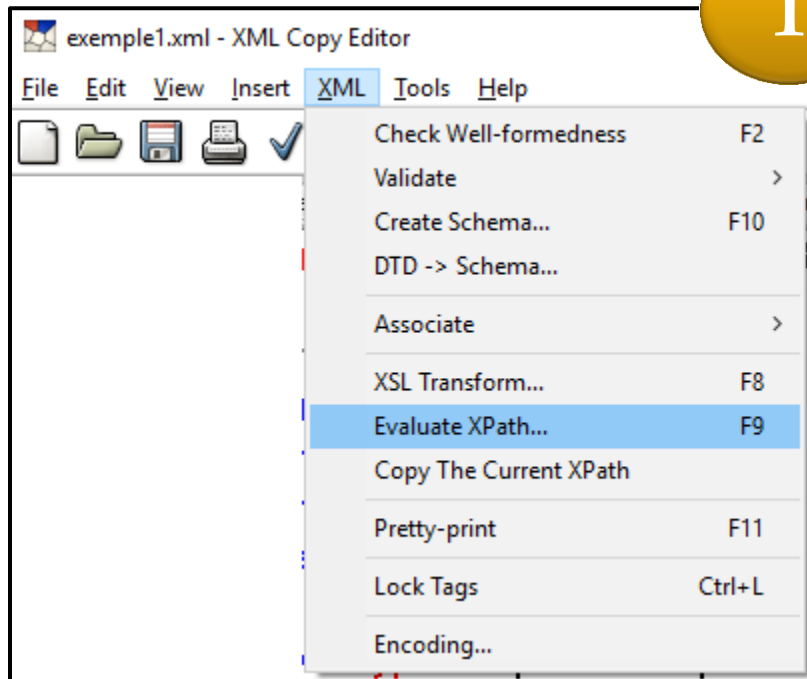 1
exemple1.xml - XML Copy Editor
File Edit View Insert XML Tools Help
Check Well-formedness F2
Validate
Create Schema... F10
DTD -> Schema...
Associate
XSL Transform... F8
Evaluate XPath... F9
Copy The Current XPath
Pretty-print F11
Lock Tags Ctrl+L
Encoding...